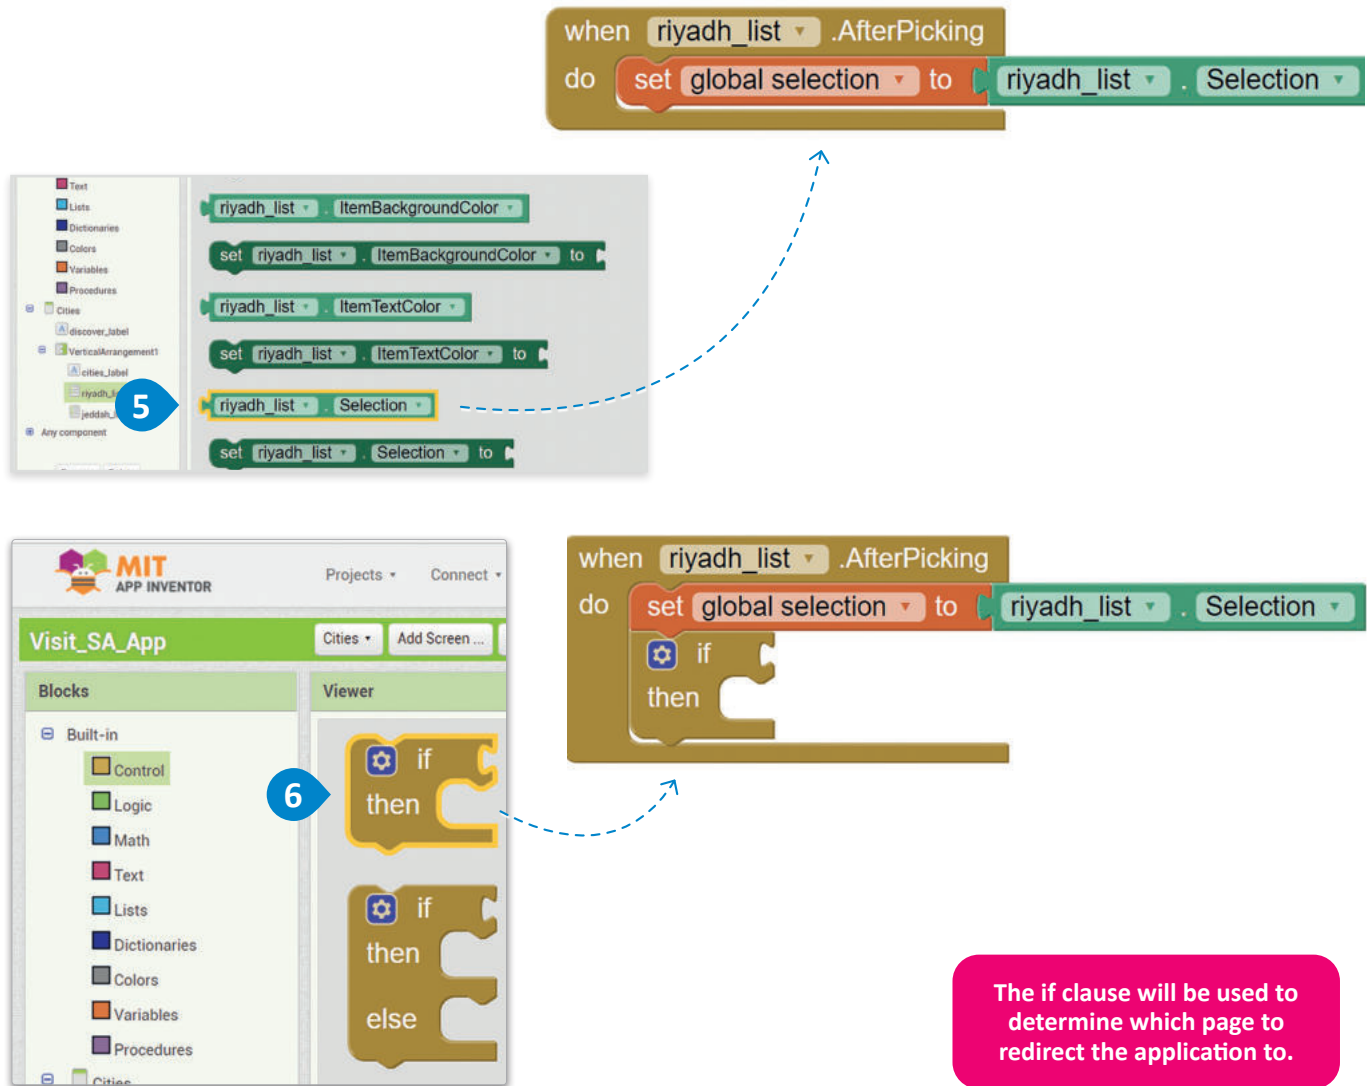 when riyadh_list .AfterPicking
do set global selection to riyadh_list . Selection
Text
Lists
Dictionaries
Colors
Variables
Procedures
Cities
discover_label
VerticalArrangement1
cities_label
jeddah_l
Any component
riyadh_list . ItemBackgroundColor
set riyadh_list . ItemBackgroundColor to
riyadh_list . ItemTextColor
set riyadh_list . ItemTextColor to
5
riyadh_list . Selection
set riyadh_list . Selection to
MIT
APP INVENTOR
Projects Connect
Visit_SA_App
Cities Add Screen ...
Blocks
Viewer
Built-in
Control
Logic
Math
Text
Lists
Dictionaries
Colors
Variables
Procedures
Cities
6
if
then
if
then
else
when riyadh_list .AfterPicking
do set global selection to riyadh_list . Selection
if
then
The if clause will be used to
determine which page to
redirect the application to.